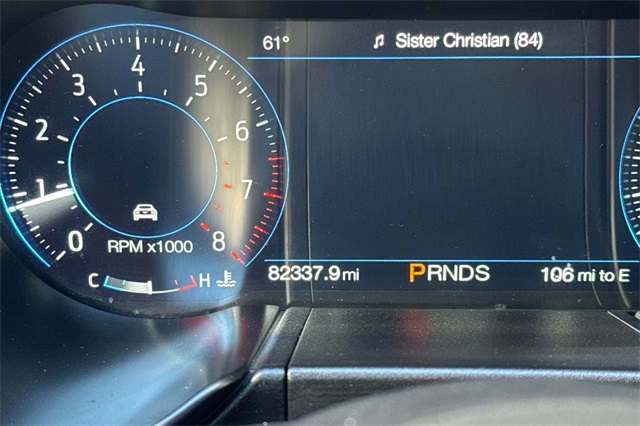 61° ♫ Sister Christian (84)
0 1 2 3 4 5 6 7 8
RPM x1000
C H
82337.9 mi PRNDS 106 mi to E